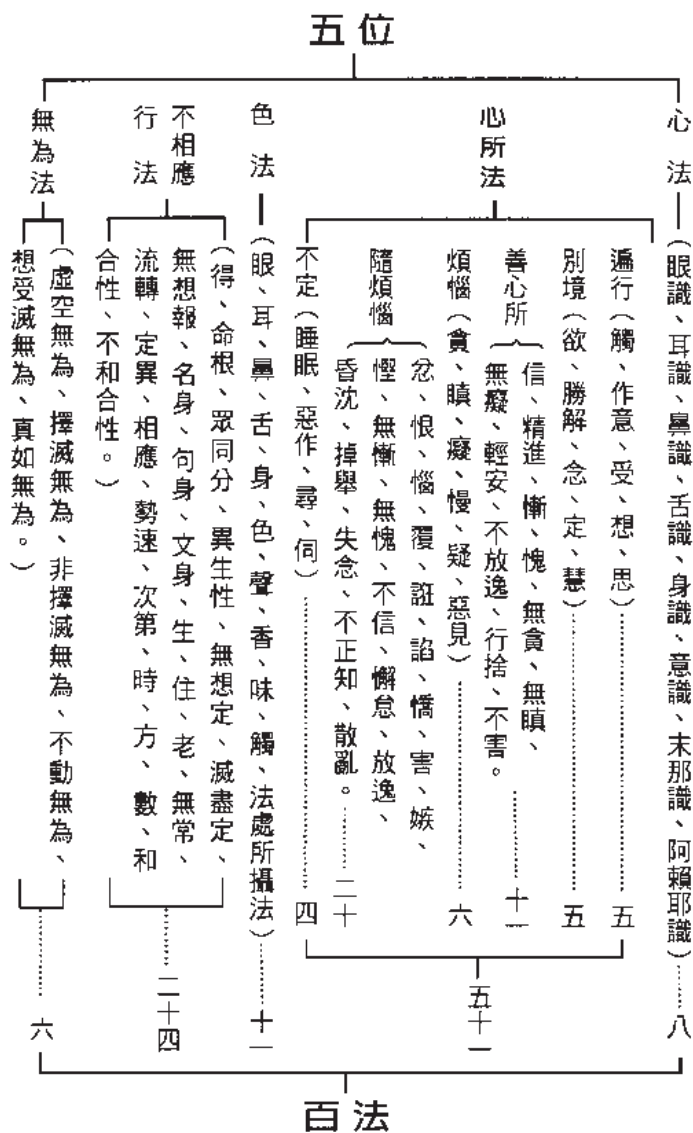 五位
心法
(眼識、耳識、鼻識、舌識、身識、意識、末那識、阿賴耶識)
八
心所法
遍行(觸、作意、受、想、思)
五
別境(欲、勝解、念、定、慧)
五
善心所
信、精進、慚、愧、無貪、無瞋、
無癡、輕安、不放逸、行捨、不害。
十一
煩惱(貪、瞋、癡、慢、疑、惡見)
六
隨煩惱
忿、恨、惱、覆、誑、諂、憍、害、嫉、
慳、無慚、無愧、不信、懈怠、放逸、
昏沈、掉舉、失念、不正知、散亂。
二十
不定(睡眠、惡作、尋、伺)
四
五十一
色法
(眼、耳、鼻、舌、身、色、聲、香、味、觸、法處所攝法)
十一
不相應
行法
(得、命根、眾同分、異生性、無想定、滅盡定、
無想報、名身、句身、文身、生、住、老、無常、
流轉、定異、相應、勢速、次第、時、方、數、和
合性、不和合性。)
二十四
無為法
(虛空無為、擇滅無為、非擇滅無為、不動無為、
想受滅無為、真如無為。)
六
百法